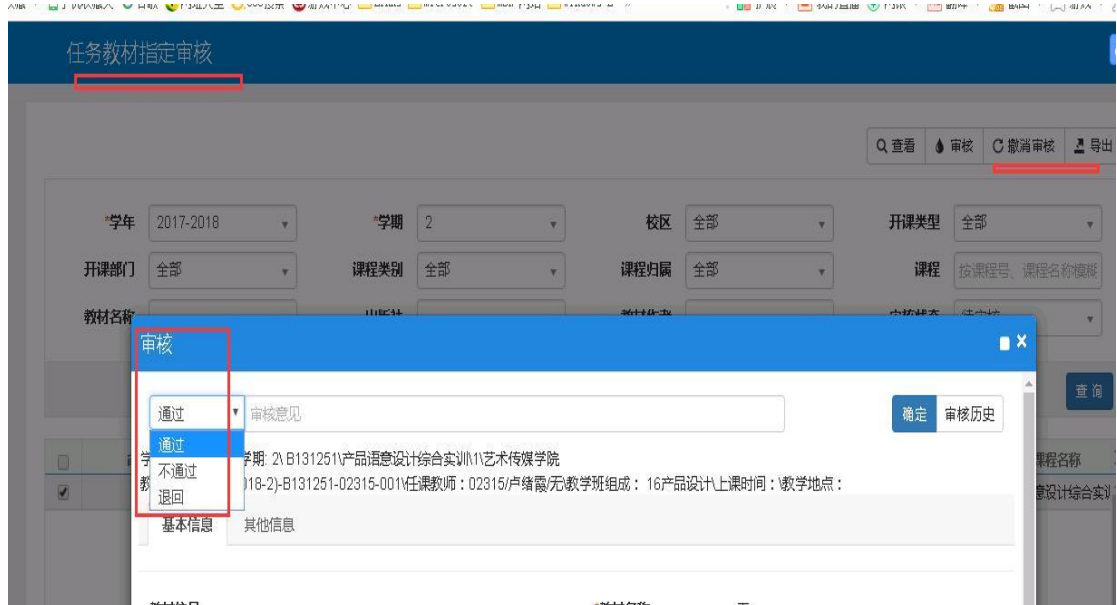 任务教材指定审核
查看 审核 撤消审核 导出
*学年 2017-2018 *学期 2 校区 全部 开课类型 全部
开课部门 全部 课程类别 全部 课程归属 全部 课程 按课程号、课程名称模糊
教材名称
审核
查询
通过 审核意见 确定 审核历史
通过
不通过
退回
学期: 2\ B131251\产品语意设计综合实训\1\艺术传媒学院
018-2)-B131251-02315-001\任课教师：02315/卢绪霞/无\教学班组成： 16产品设计\上课时间：\教学地点：
课程名称
意设计综合实训
基本信息 其他信息